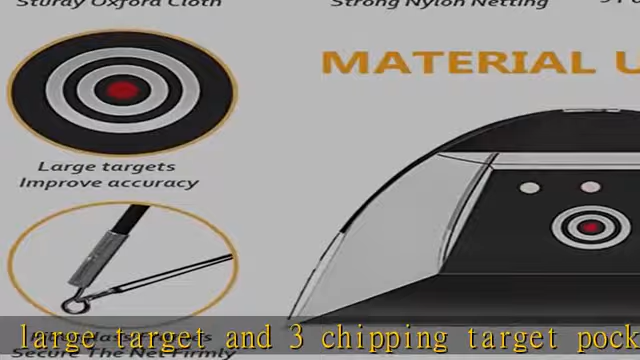 Sturdy Oxford Cloth
Strong Nylon Netting
MATERIAL U
Large targets
Improve accuracy
large target and 3 chipping target pock
Secure The Net Firmly